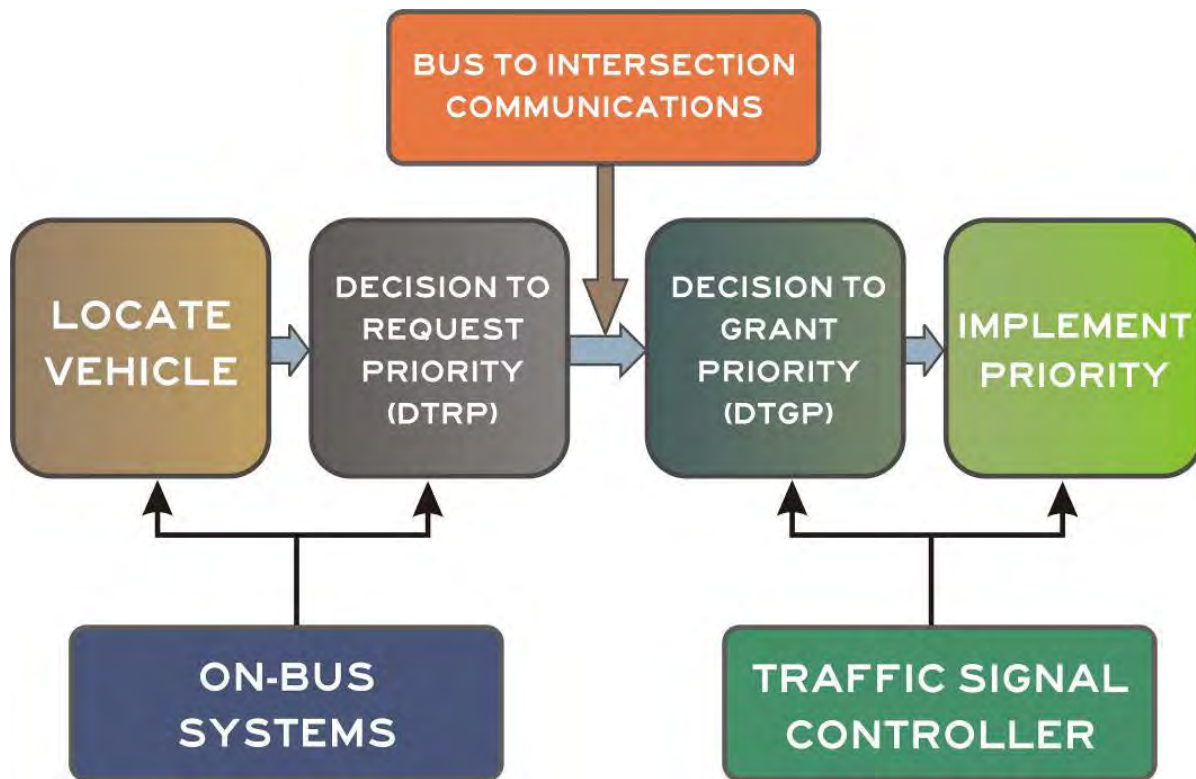 BUS TO INTERSECTION
COMMUNICATIONS
LOCATE
VEHICLE
DECISION TO
REQUEST
PRIORITY
(DTRP)
DECISION TO
GRANT
PRIORITY
(DTGP)
IMPLEMENT
PRIORITY
ON-BUS
SYSTEMS
TRAFFIC SIGNAL
CONTROLLER